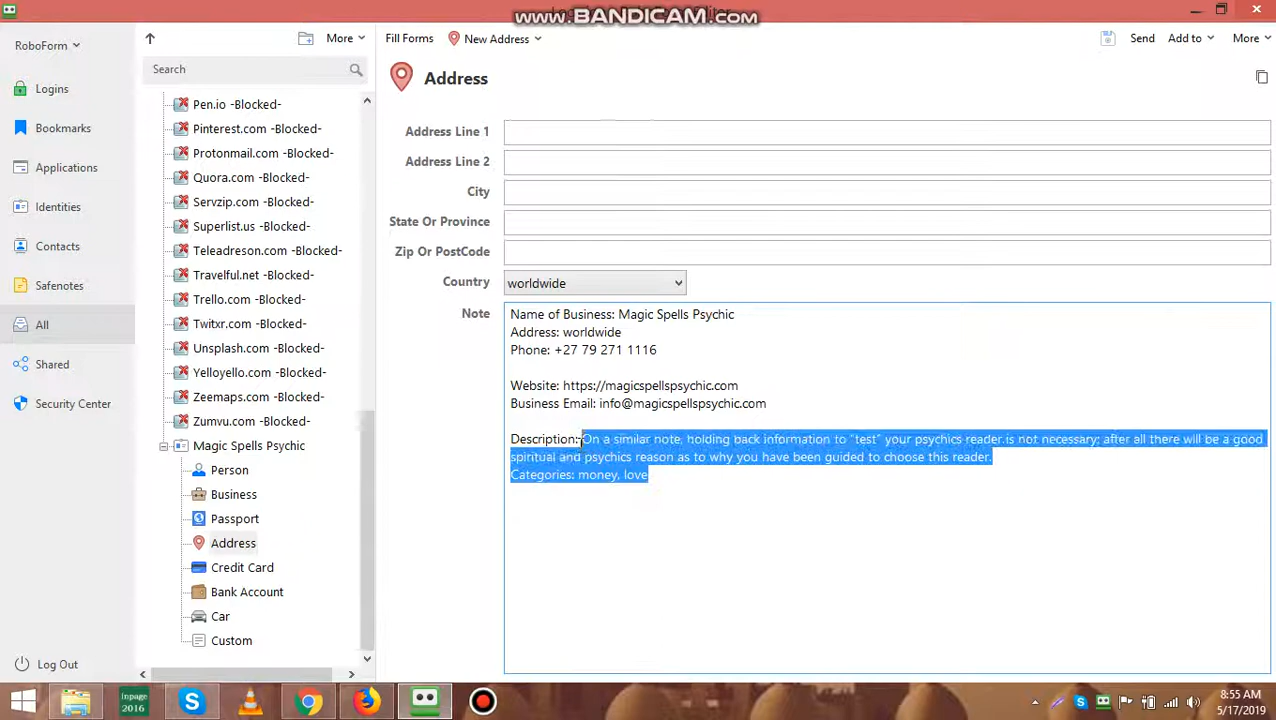 www.BANDICAM.com
RoboForm
More
Fill Forms
New Address
Send
Add to
More
Search
Address
Logins
Bookmarks
Applications
Identities
Contacts
Safenotes
All
Shared
Security Center
Log Out
Pen.io -Blocked-
Pinterest.com -Blocked-
Protonmail.com -Blocked-
Quora.com -Blocked-
Servzip.com -Blocked-
Superlist.us -Blocked-
Teleadreson.com -Blocked-
Travelful.net -Blocked-
Trello.com -Blocked-
Twitxr.com -Blocked-
Unsplash.com -Blocked-
Yelloyello.com -Blocked-
Zeemaps.com -Blocked-
Zumvu.com -Blocked-
Magic Spells Psychic
Person
Business
Passport
Address
Credit Card
Bank Account
Car
Custom
Address Line 1
Address Line 2
City
State Or Province
Zip Or PostCode
Country worldwide
Note
Name of Business: Magic Spells Psychic
Address: worldwide
Phone: +27 79 271 1116
Website: https://magicspellspsychic.com
Business Email: info@magicspellspsychic.com
Description: On a similar note, holding back information to "test" your psychics reader is not necessary; after all there will be a good
spiritual and psychics reason as to why you have been guided to choose this reader.
Categories: money, love
Inpage
2016
8:55 AM
5/17/2019